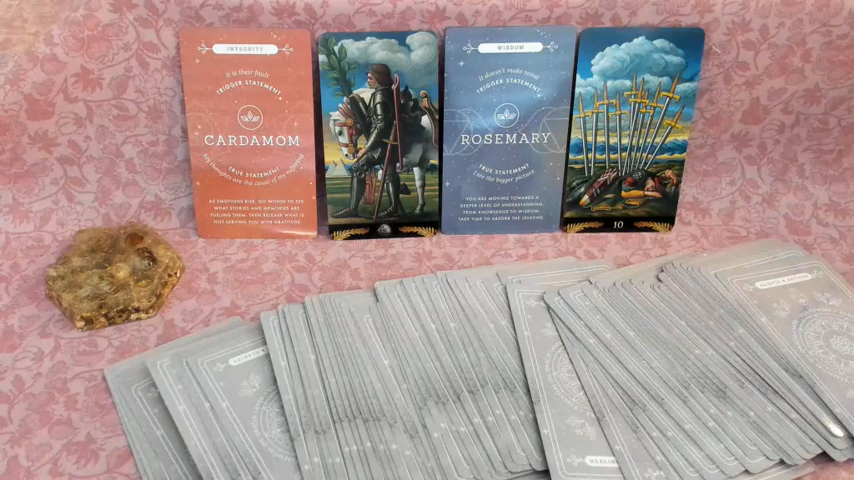 INTEGRITY
It is their fault
TRIGGER STATEMENT
CARDAMOM
TRUE STATEMENT
My thoughts are the cause of my suffering
AS EMOTIONS RISE, GO WITHIN TO SEE
WHAT STORIES AND MEMORIES ARE
FUELING THEM. THEN RELEASE WHAT IS
NOT SERVING YOU WITH GRATITUDE.
WISDOM
It doesn't make sense
TRIGGER STATEMENT
ROSEMARY
TRUE STATEMENT
I see the bigger picture
YOU ARE MOVING TOWARDS A
DEEPER LEVEL OF UNDERSTANDING.
FROM KNOWLEDGE TO WISDOM.
TAKE TIME TO ABSORB THE LESSONS.
10